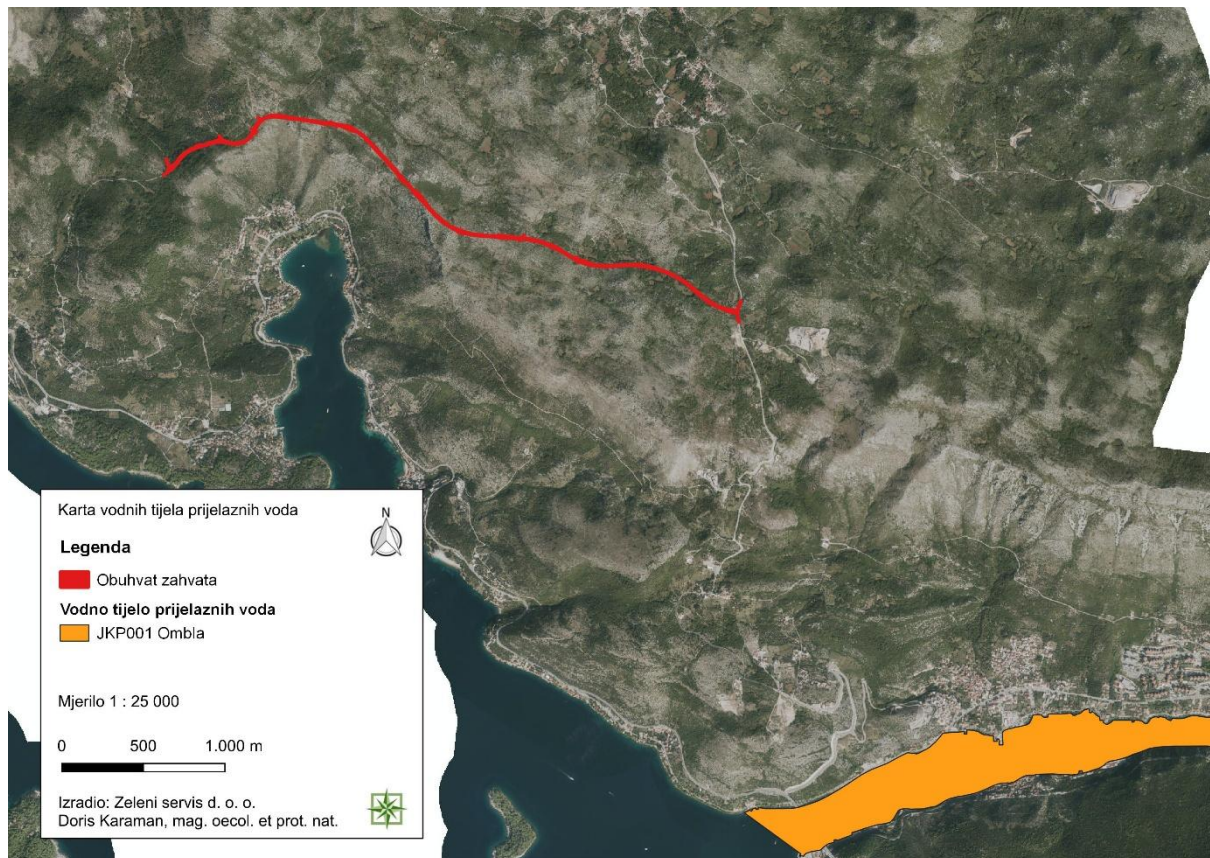 Karta vodnih tijela prijelaznih voda
N
Legenda
Obuhvat zahvata
Vodno tijelo prijelaznih voda
JKP001 Ombla
Mjerilo 1 : 25 000
0 500 1.000 m
Izradio: Zeleni servis d. o. o.
Doris Karaman, mag. oecol. et prot. nat.